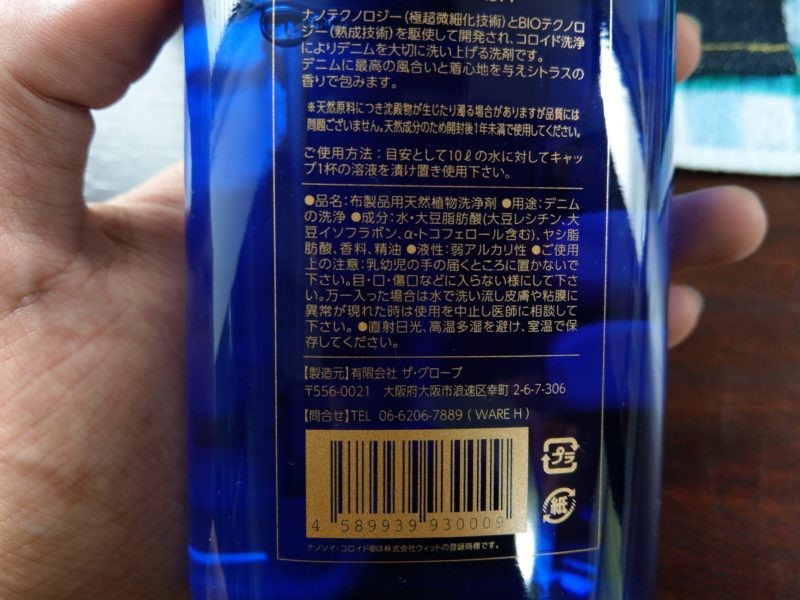 ナノテクノロジー(極超微細化技術)とBIOテクノロ
ジー(熟成技術)を駆使して開発され、コロイド洗浄
によりデニムを大切に洗い上げる洗剤です。
デニムに最高の風合いと着心地を与えシトラスの
香りで包みます。
※天然原料につき沈殿物が生じたり濁る場合がありますが品質には
問題ございません。天然成分のため開封後1年未満で使用してください。
ご使用方法:目安として10ℓの水に対してキャッ
プ1杯の溶液を漬け置き使用下さい。
●品名:布製品用天然植物洗浄剤 ●用途:デニム
の洗浄 ●成分:水・大豆脂肪酸(大豆レシチン、大
豆イソフラボン、α-トコフェロール含む)、ヤシ脂
肪酸、香料、精油 ●液性:弱アルカリ性 ●ご使用
上の注意:乳幼児の手の届くところに置かないで
下さい。目・口・傷口などに入らない様にして下さ
い。万一入った場合は水で洗い流し皮膚や粘膜に
異常が現れた時は使用を中止し医師に相談して
下さい。●直射日光、高温多湿を避け、室温で保
存してください。
【製造元】有限会社 ザ・グローブ
〒556-0021 大阪府大阪市浪速区幸町 2-6-7-306
【問合せ】TEL 06-6206-7889 (WARE H)
プラ
紙
4 589939 930009
ナノソイ・コロイド®は株式会社ウィットの登録商標です。